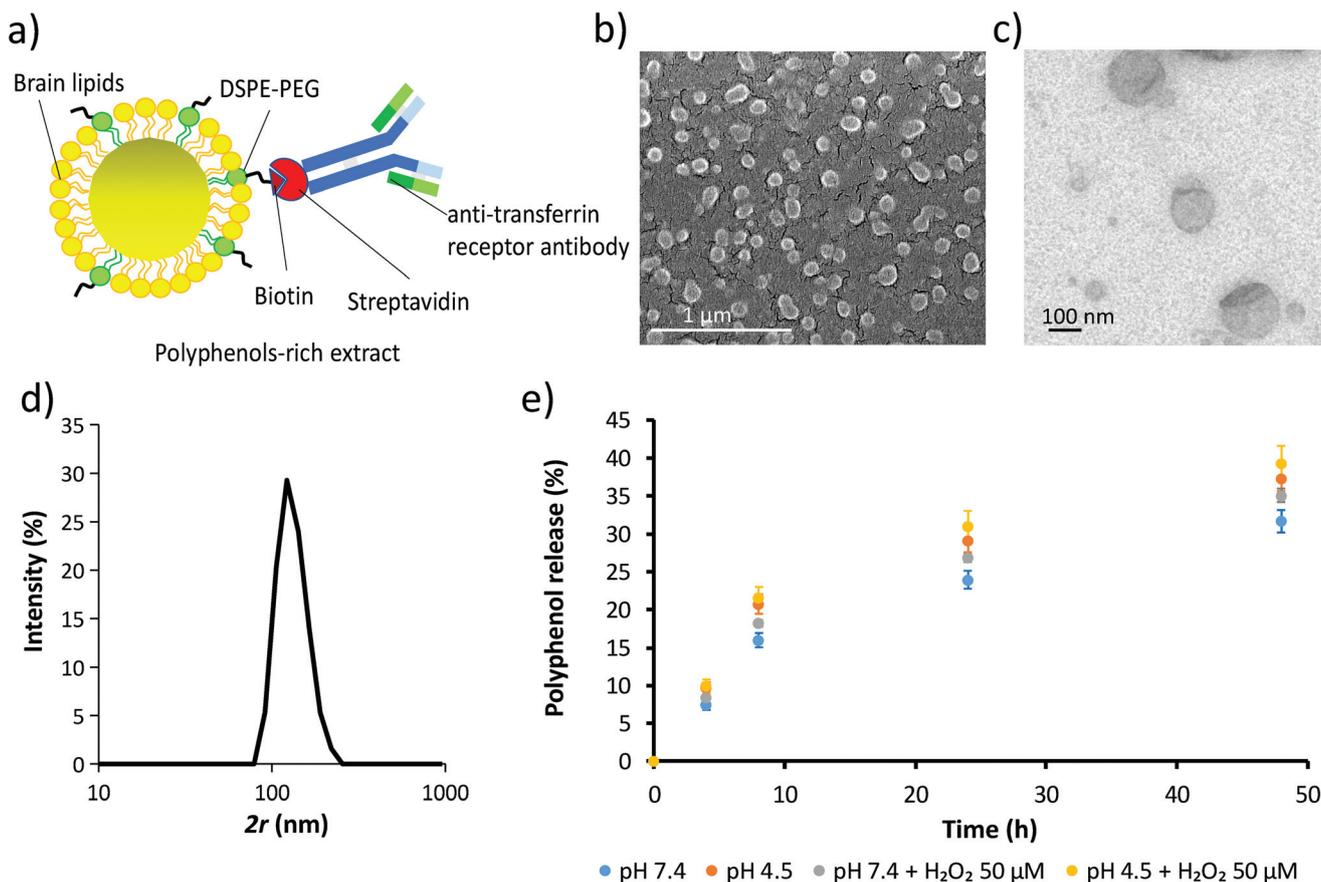 a)
Brain lipids
DSPE-PEG
anti-transferrin
receptor antibody
Biotin
Streptavidin
Polyphenols-rich extract
b)
1 µm
c)
100 nm
d)
Intensity (%)
35
30
25
20
15
10
5
0
10
100
1000
2r (nm)
e)
Polyphenol release (%)
45
40
35
30
25
20
15
10
5
0
0
10
20
30
40
50
Time (h)
pH 7.4
pH 4.5
pH 7.4 + H₂O₂ 50 µM
pH 4.5 + H₂O₂ 50 µM